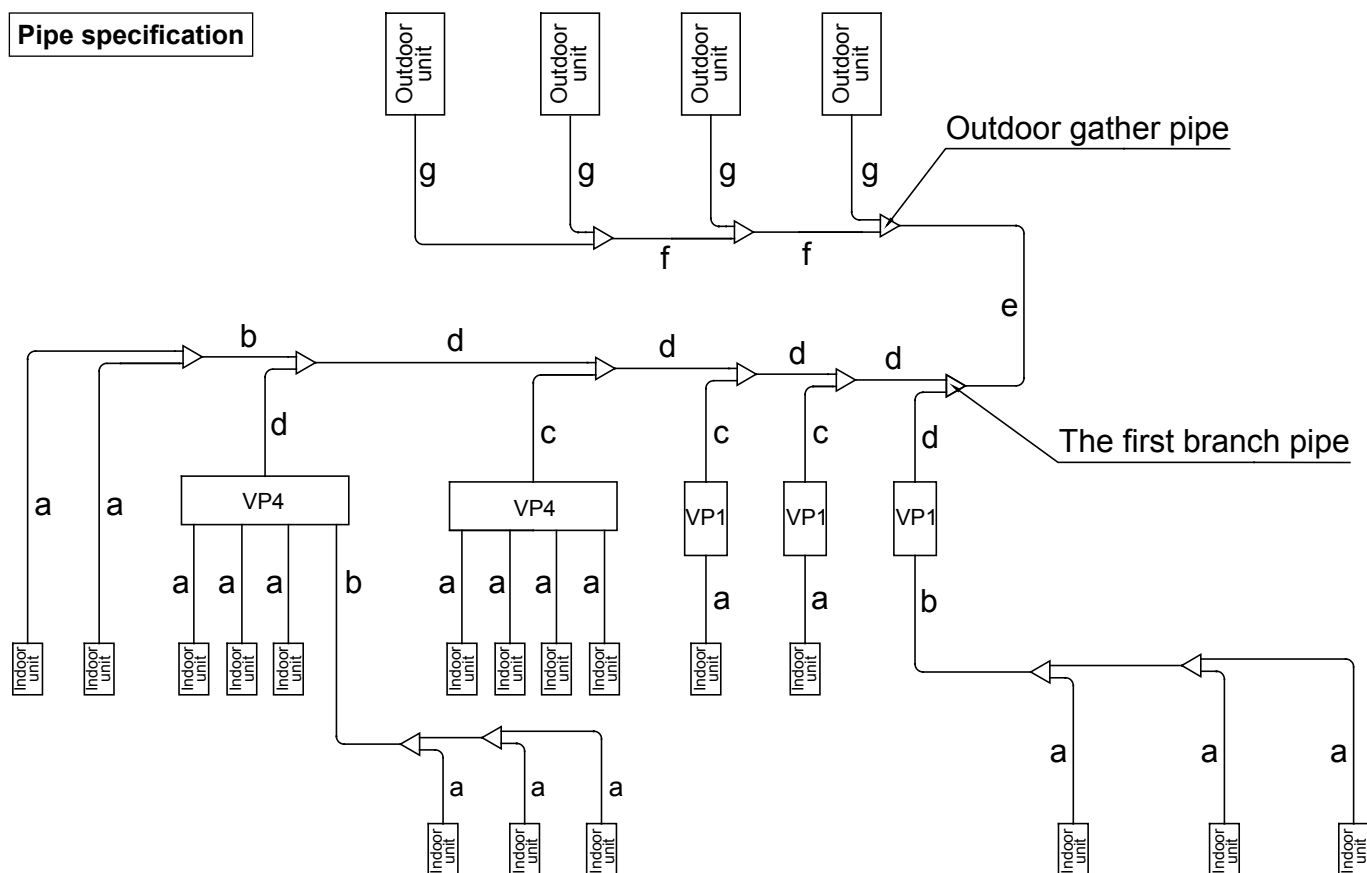 Pipe specification
Outdoor
unit
Outdoor
unit
Outdoor
unit
Outdoor
unit
Outdoor gather pipe
g
g
g
g
f
f
e
b
d
d
d
d
d
c
c
c
d
The first branch pipe
a
a
VP4
VP4
VP1
VP1
VP1
a
a
a
b
a
a
a
a
a
a
b
Indoor
unit
Indoor
unit
Indoor
unit
Indoor
unit
Indoor
unit
Indoor
unit
Indoor
unit
Indoor
unit
Indoor
unit
Indoor
unit
Indoor
unit
a
a
a
a
a
a
Indoor
unit
Indoor
unit
Indoor
unit
Indoor
unit
Indoor
unit
Indoor
unit